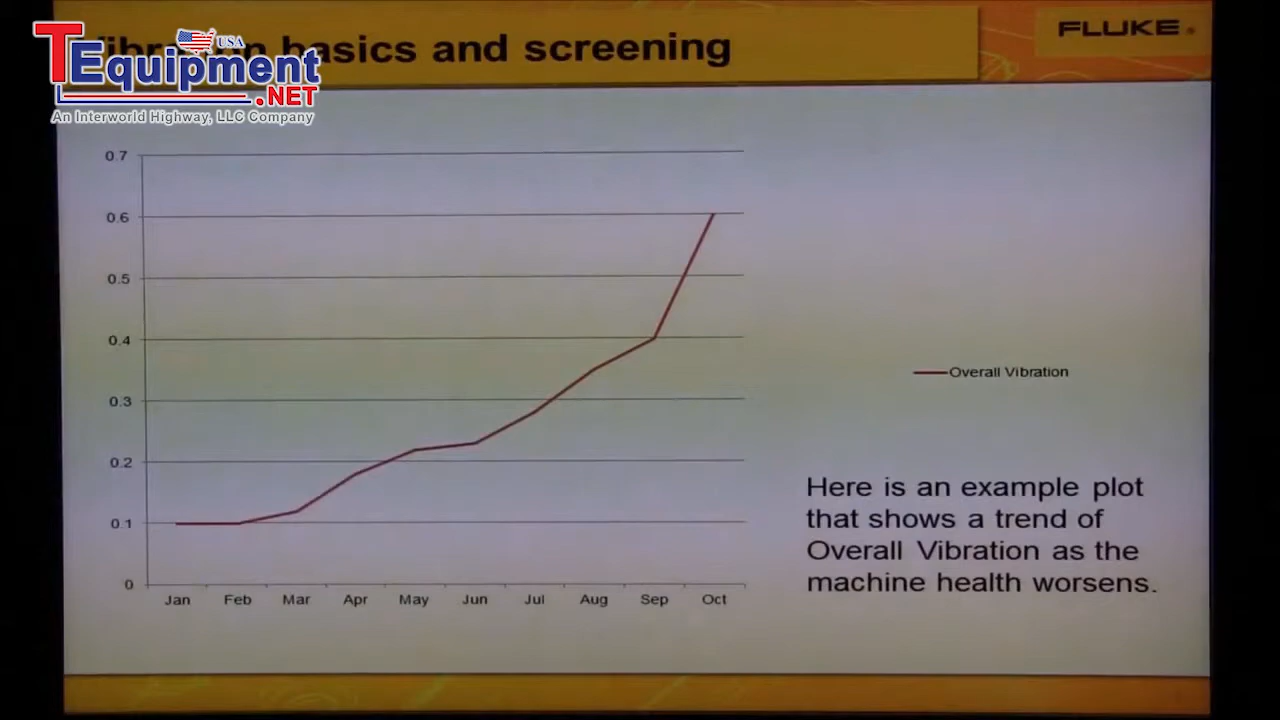 TEquipment
USA
.NET
An Interworld Highway, LLC Company
basics and screening
FLUKE
0.7
0.6
0.5
0.4
0.3
0.2
0.1
0
Jan Feb Mar Apr May Jun Jul Aug Sep Oct
Overall Vibration
Here is an example plot
that shows a trend of
Overall Vibration as the
machine health worsens.